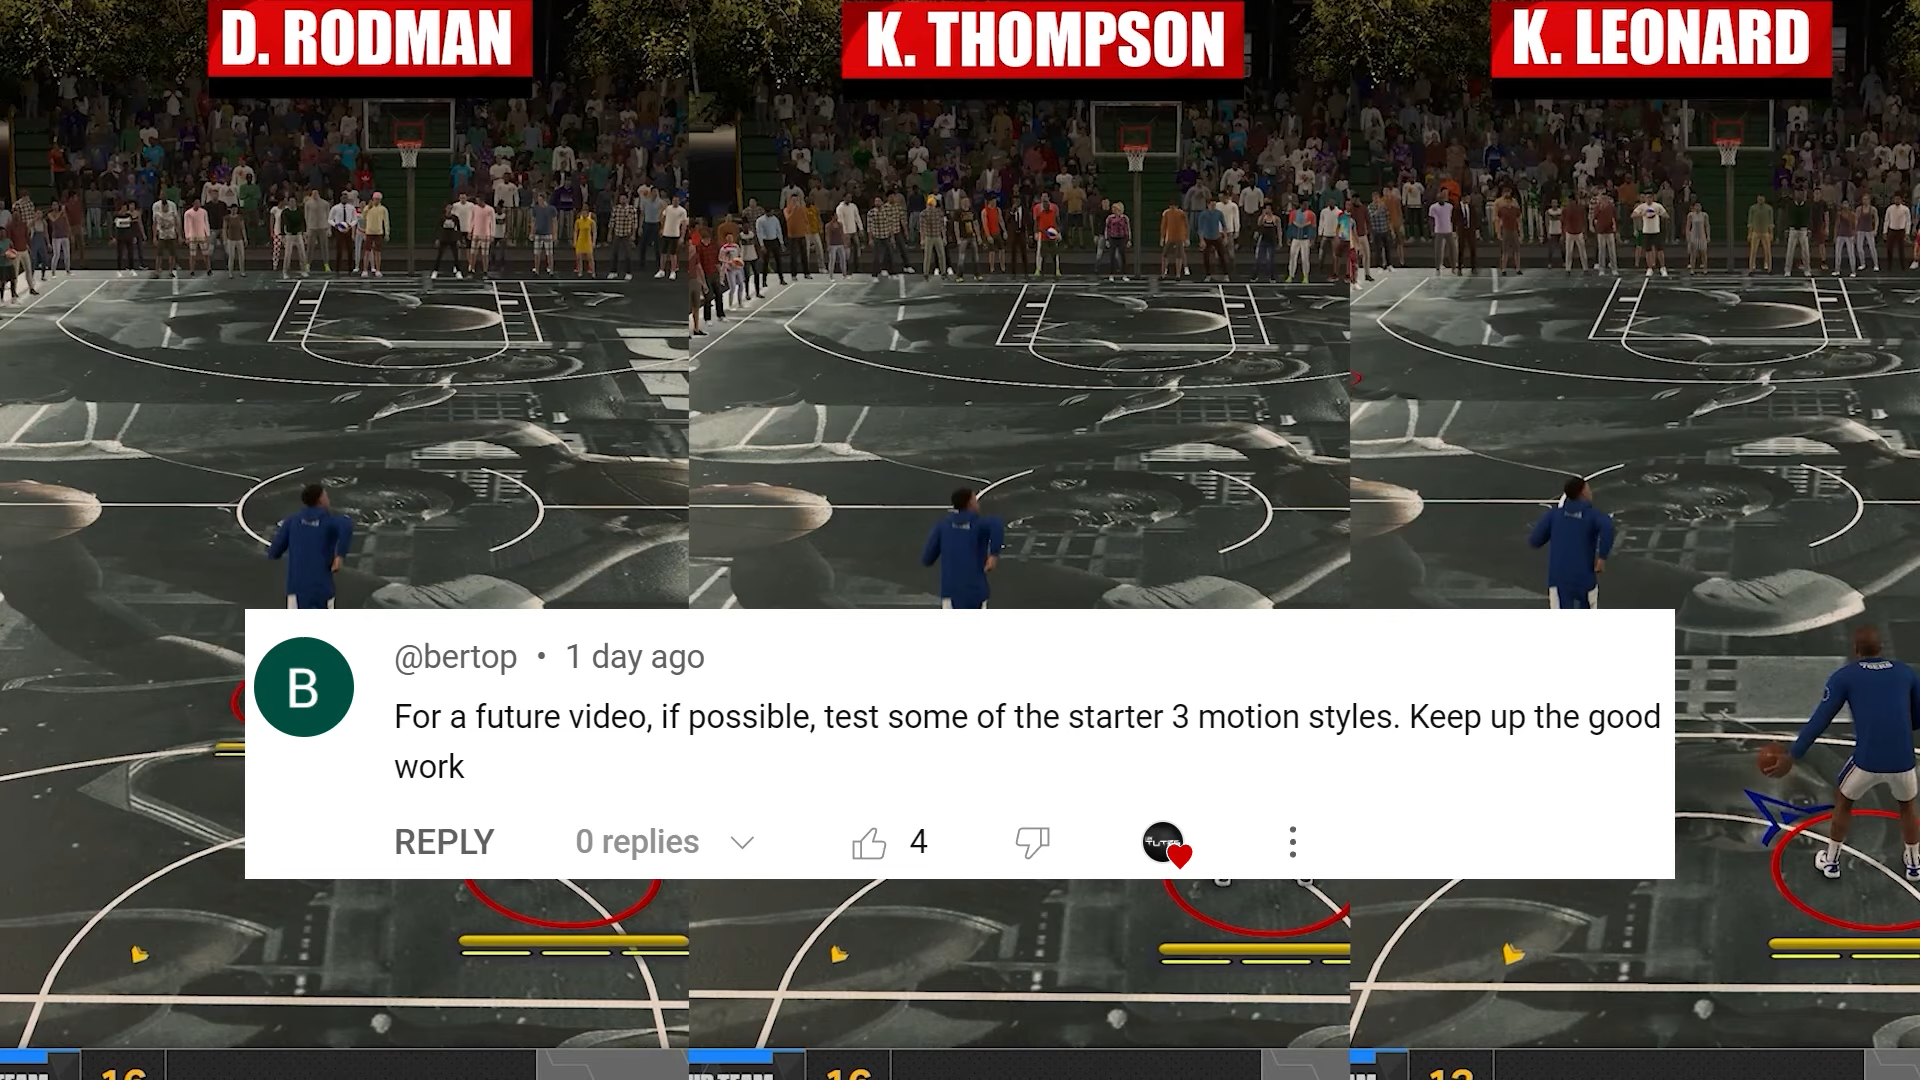 D. RODMAN
K. THOMPSON
K. LEONARD
B
@bertop • 1 day ago
For a future video, if possible, test some of the starter 3 motion styles. Keep up the good
work
REPLY
0 replies
4
76ERS